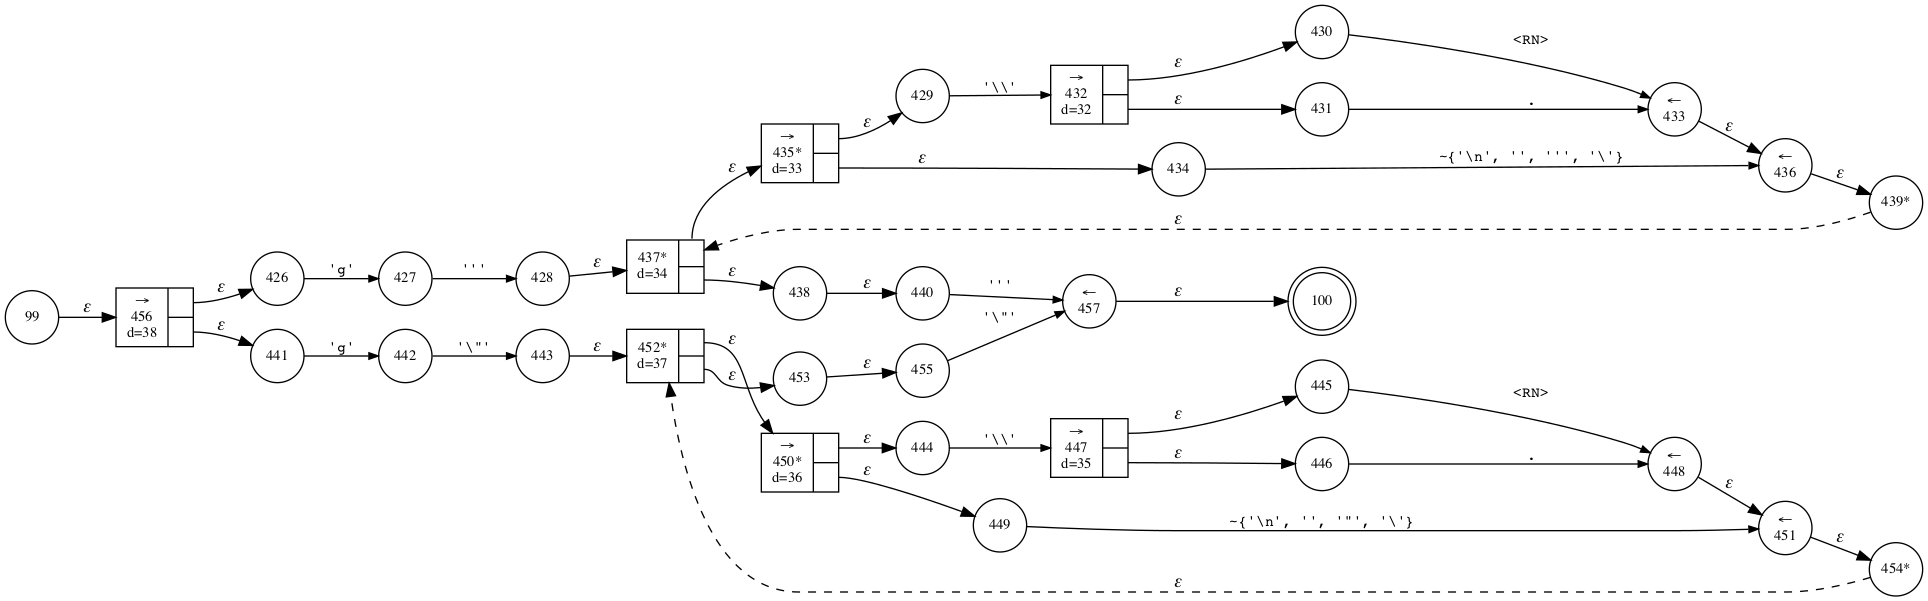 99
ε
→
456
d=38
ε
ε
426
'g'
427
'''
428
ε
437*
d=34
ε
ε
441
'g'
442
'\"'
443
ε
452*
d=37
ε
ε
→
435*
d=33
ε
ε
429
'\\'
→
432
d=32
ε
ε
430
<RN>
431
.
←
433
ε
434
~{'\n', '', ''', '\'}
←
436
ε
439*
ε
438
ε
440
'''
←
457
ε
100
'\"'
453
ε
455
→
450*
d=36
ε
ε
444
'\\'
→
447
d=35
ε
ε
445
<RN>
446
.
←
448
ε
449
~{'\n', '', '"', '\'}
←
451
ε
454*
ε